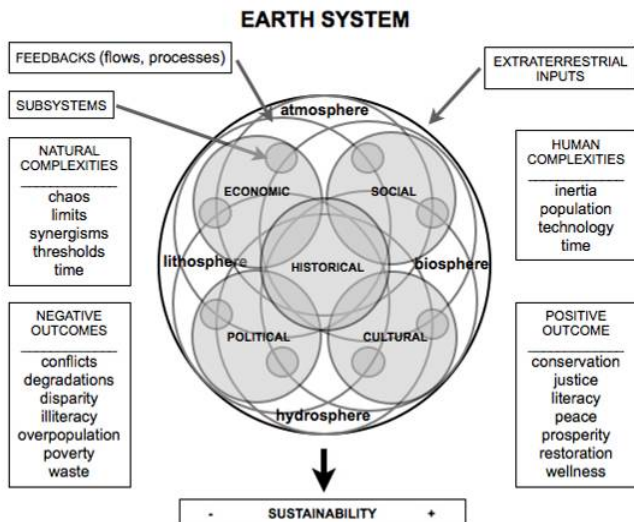 EARTH SYSTEM
FEEDBACKS (flows, processes)
EXTRATERRESTRIAL
INPUTS
SUBSYSTEMS
atmosphere
NATURAL
COMPLEXITIES
chaos
limits
synergisms
thresholds
time
HUMAN
COMPLEXITIES
inertia
population
technology
time
ECONOMIC
SOCIAL
lithosphere
HISTORICAL
biosphere
POLITICAL
CULTURAL
hydrosphere
NEGATIVE
OUTCOMES
conflicts
degradations
disparity
illiteracy
overpopulation
poverty
waste
POSITIVE
OUTCOME
conservation
justice
literacy
peace
prosperity
restoration
wellness
- SUSTAINABILITY +